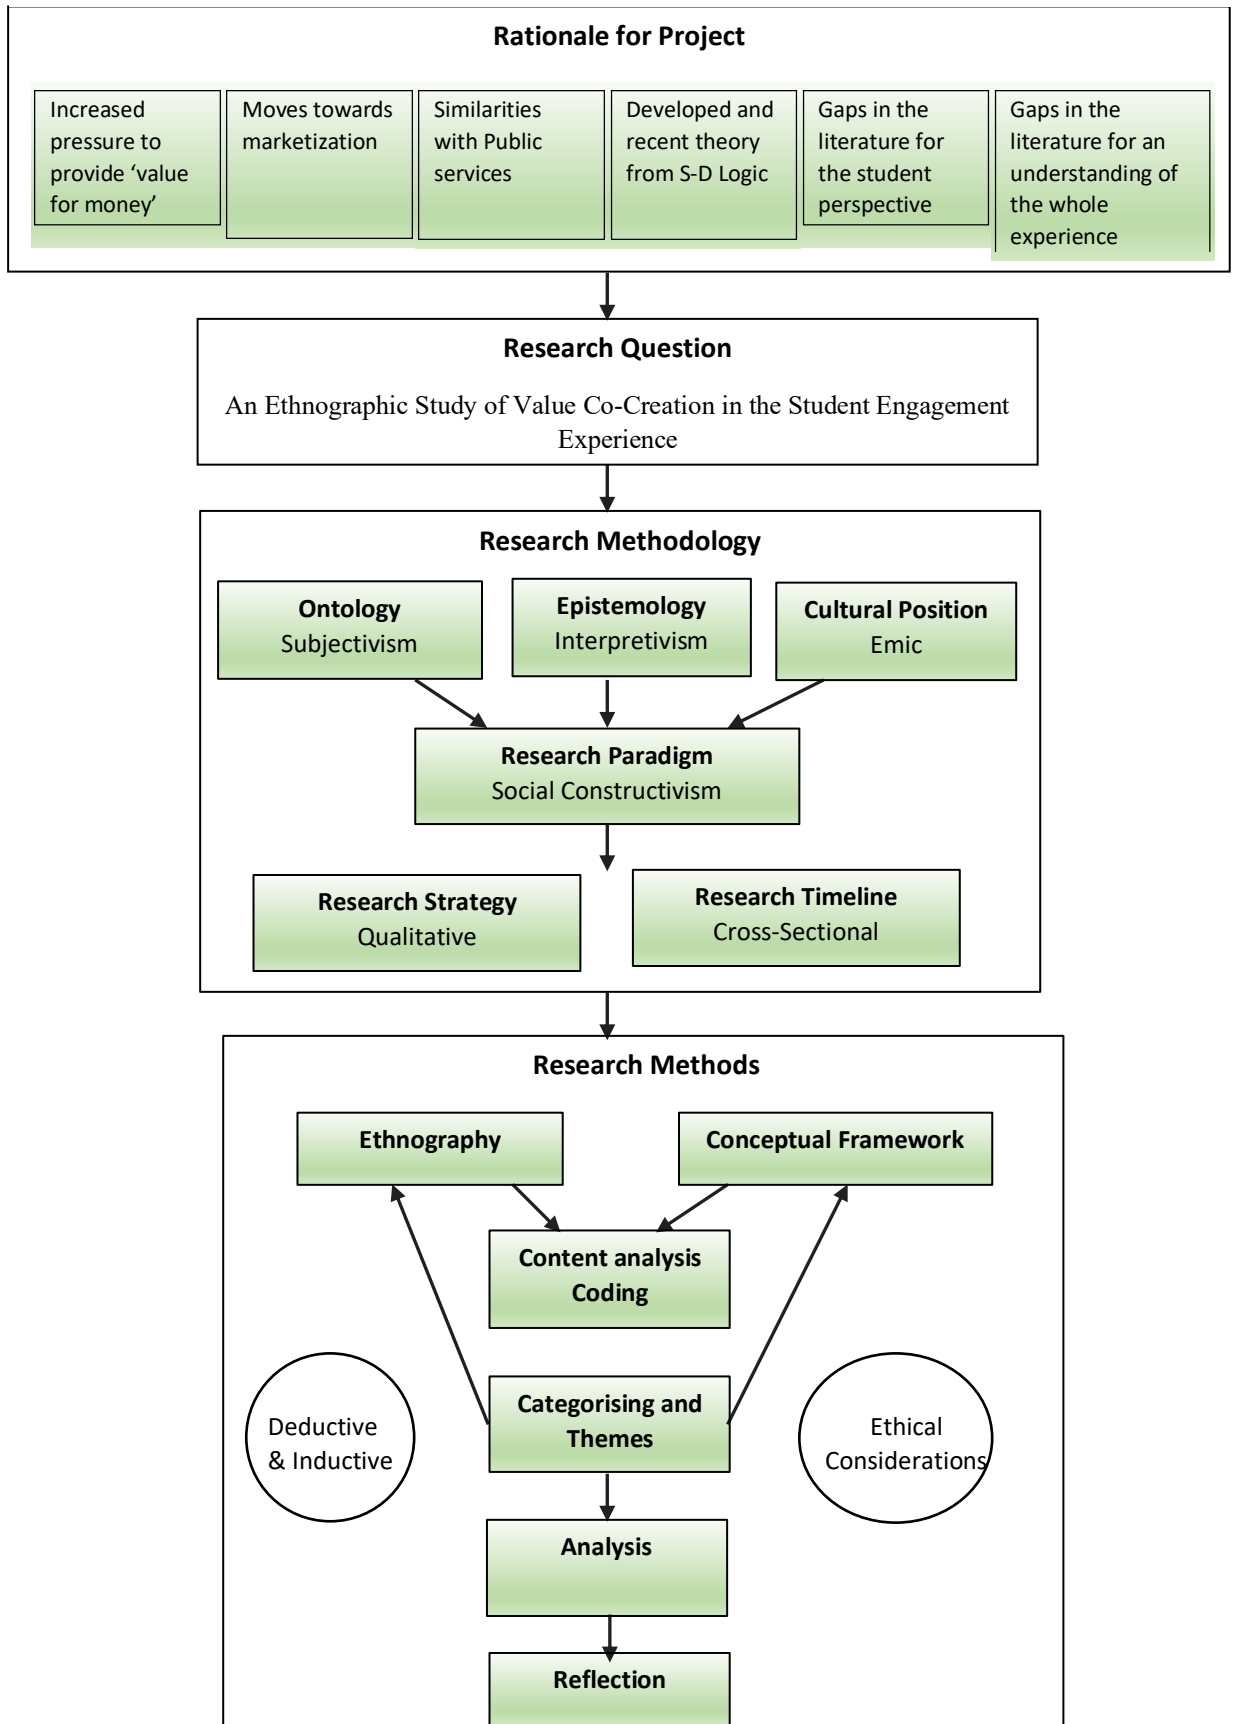 Rationale for Project
Increased
pressure to
provide ‘value
for money’
Moves towards
marketization
Similarities
with Public
services
Developed and
recent theory
from S-D Logic
Gaps in the
literature for
the student
perspective
Gaps in the
literature for an
understanding of
the whole
experience
Research Question
An Ethnographic Study of Value Co-Creation in the Student Engagement
Experience
Research Methodology
Ontology
Subjectivism
Epistemology
Interpretivism
Cultural Position
Emic
Research Paradigm
Social Constructivism
Research Strategy
Qualitative
Research Timeline
Cross-Sectional
Research Methods
Ethnography
Conceptual Framework
Content analysis
Coding
Categorising and
Themes
Deductive
& Inductive
Ethical
Considerations
Analysis
Reflection